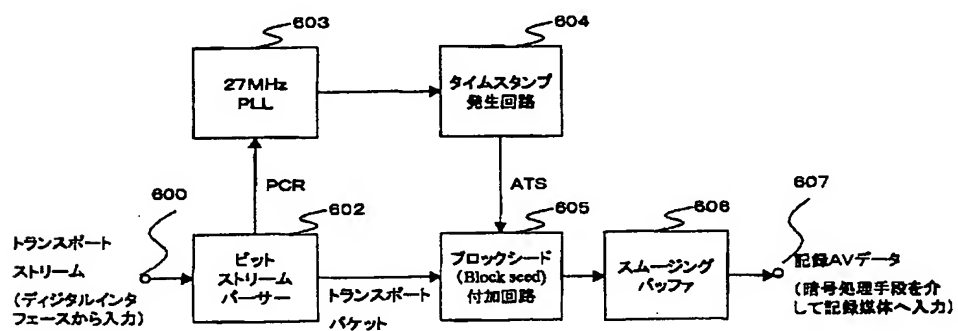 603
604
27MHz
PLL
タイムスタンプ
発生回路
PCR
ATS
600
602
605
606
607
トランスポート
ストリーム
(ディジタルインタ
フェースから入力)
ビット
ストリーム
パーサー
トランスポート
パケット
ブロックシード
(Block seed)
付加回路
スムージング
バッファ
記録AVデータ
(暗号処理手段を介
して記録媒体へ入力)